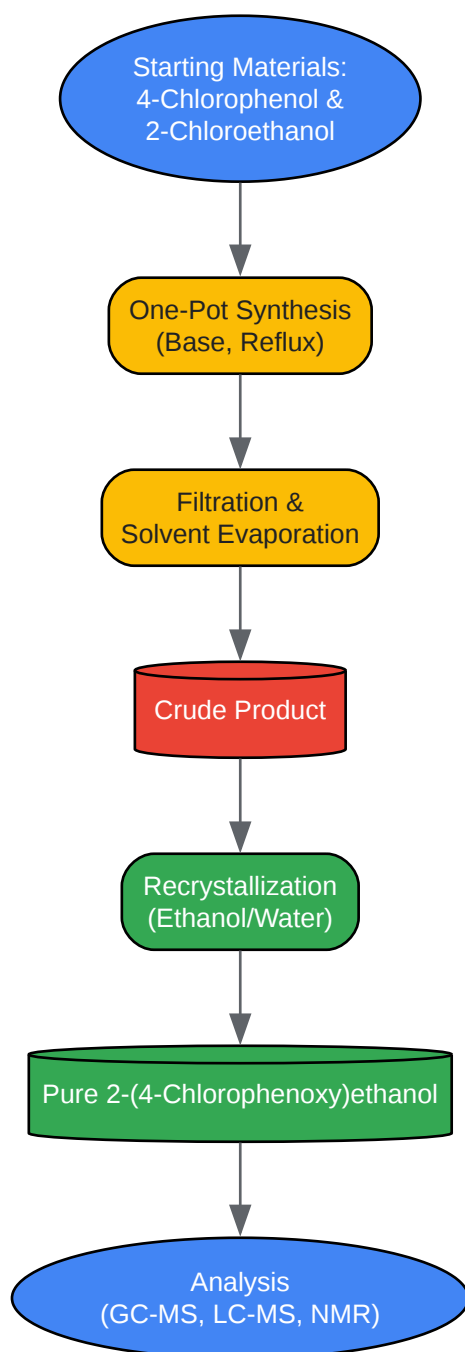 Starting Materials:
4-Chlorophenol &
2-Chloroethanol
One-Pot Synthesis
(Base, Reflux)
Filtration &
Solvent Evaporation
Crude Product
Recrystallization
(Ethanol/Water)
Pure 2-(4-Chlorophenoxy)ethanol
Analysis
(GC-MS, LC-MS, NMR)